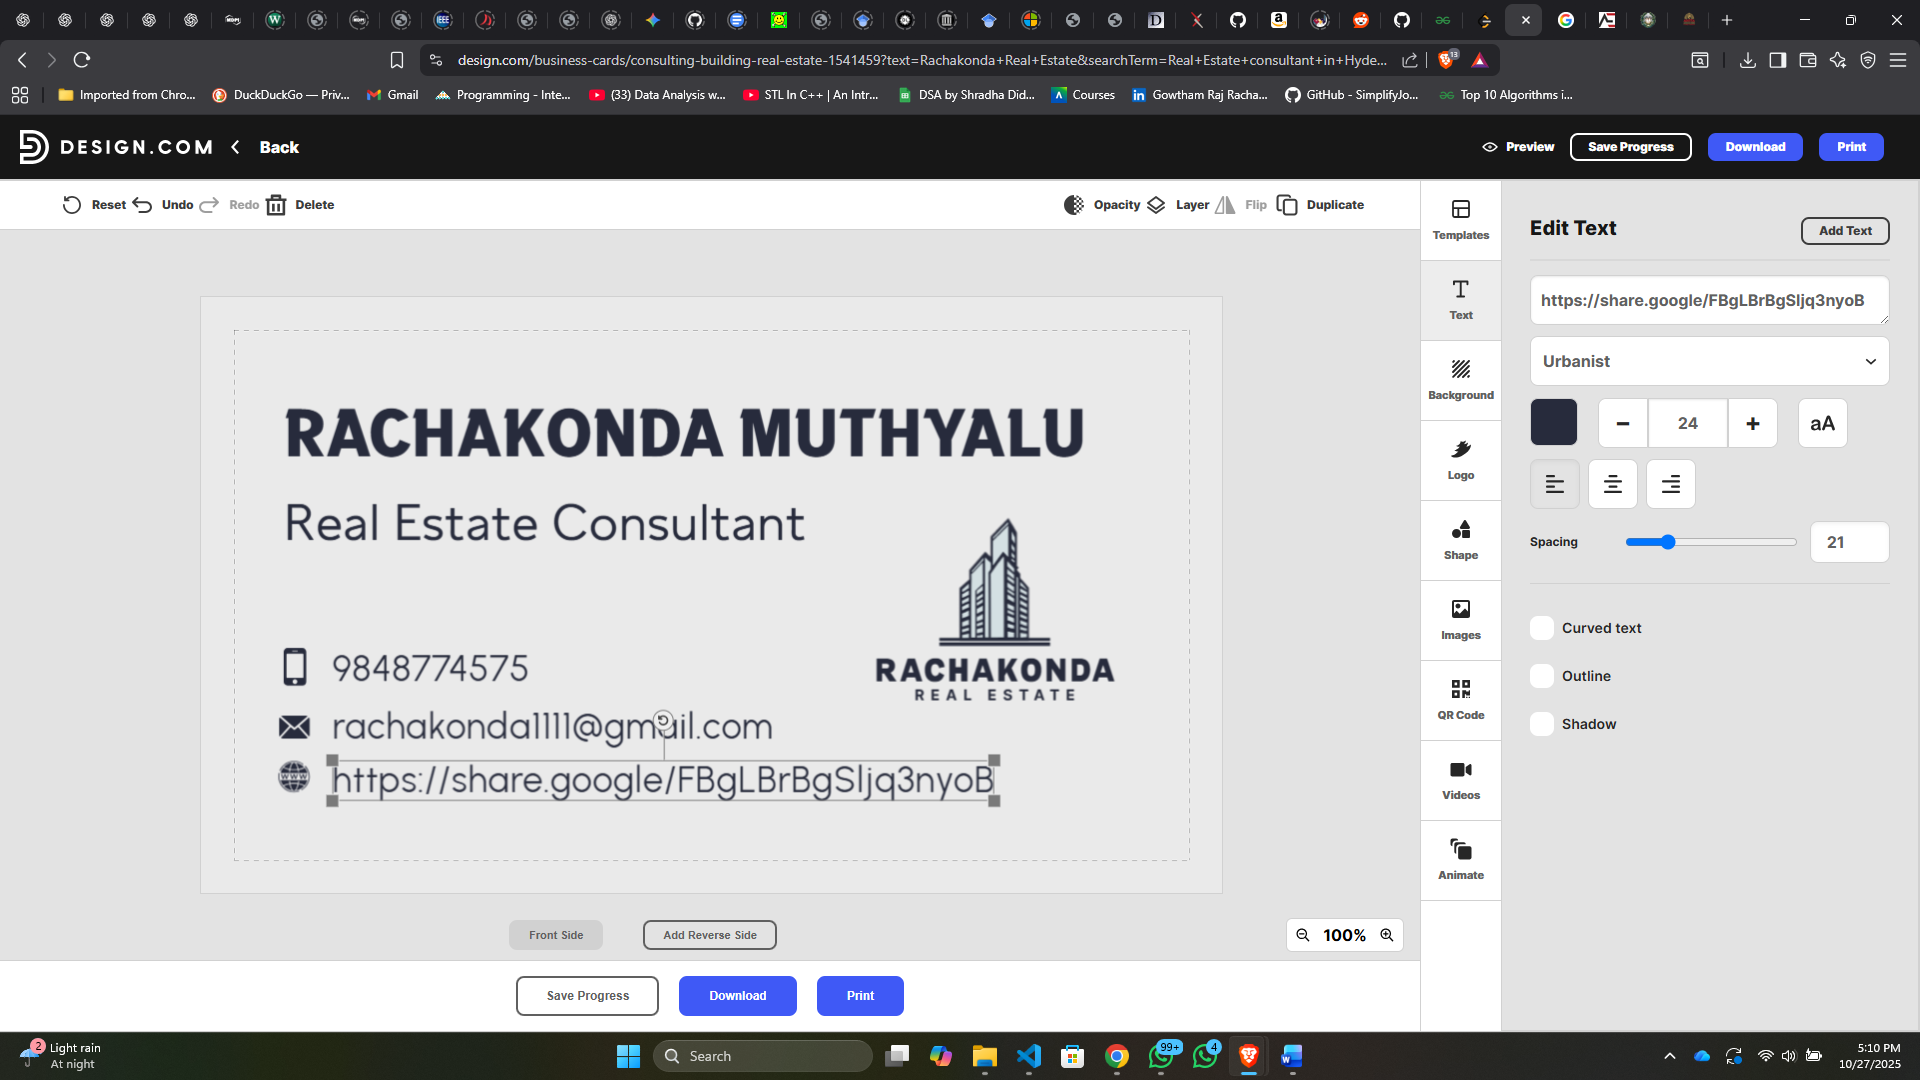 design.com/business-cards/consulting-building-real-estate-1541459?text=Rachakonda+Real+Estate&searchTerm=Real+Estate+consultant+in+Hyde...
13
Imported from Chro...
DuckDuckGo — Priv...
Gmail
Programming - Inte...
(33) Data Analysis w...
STL In C++ | An Intr...
DSA by Shradha Did...
Courses
Gowtham Raj Racha...
GitHub - SimplifyJo...
Top 10 Algorithms i...
DESIGN.COM
Back
Preview
Save Progress
Download
Print
Reset
Undo
Redo
Delete
Opacity
Layer
Flip
Duplicate
Templates
Text
Background
Logo
Shape
Images
QR Code
Videos
Animate
Edit Text
Add Text
https://share.google/FBgLBrBgSljq3nyoB
Urbanist
24
aA
Spacing
21
Curved text
Outline
Shadow
RACHAKONDA MUTHYALU
Real Estate Consultant
9848774575
rachakonda1111@gmail.com
https://share.google/FBgLBrBgSljq3nyoB
RACHAKONDA
REAL ESTATE
Front Side
Add Reverse Side
100%
Save Progress
Download
Print
2
Light rain
At night
Search
99+
4
5:10 PM
10/27/2025